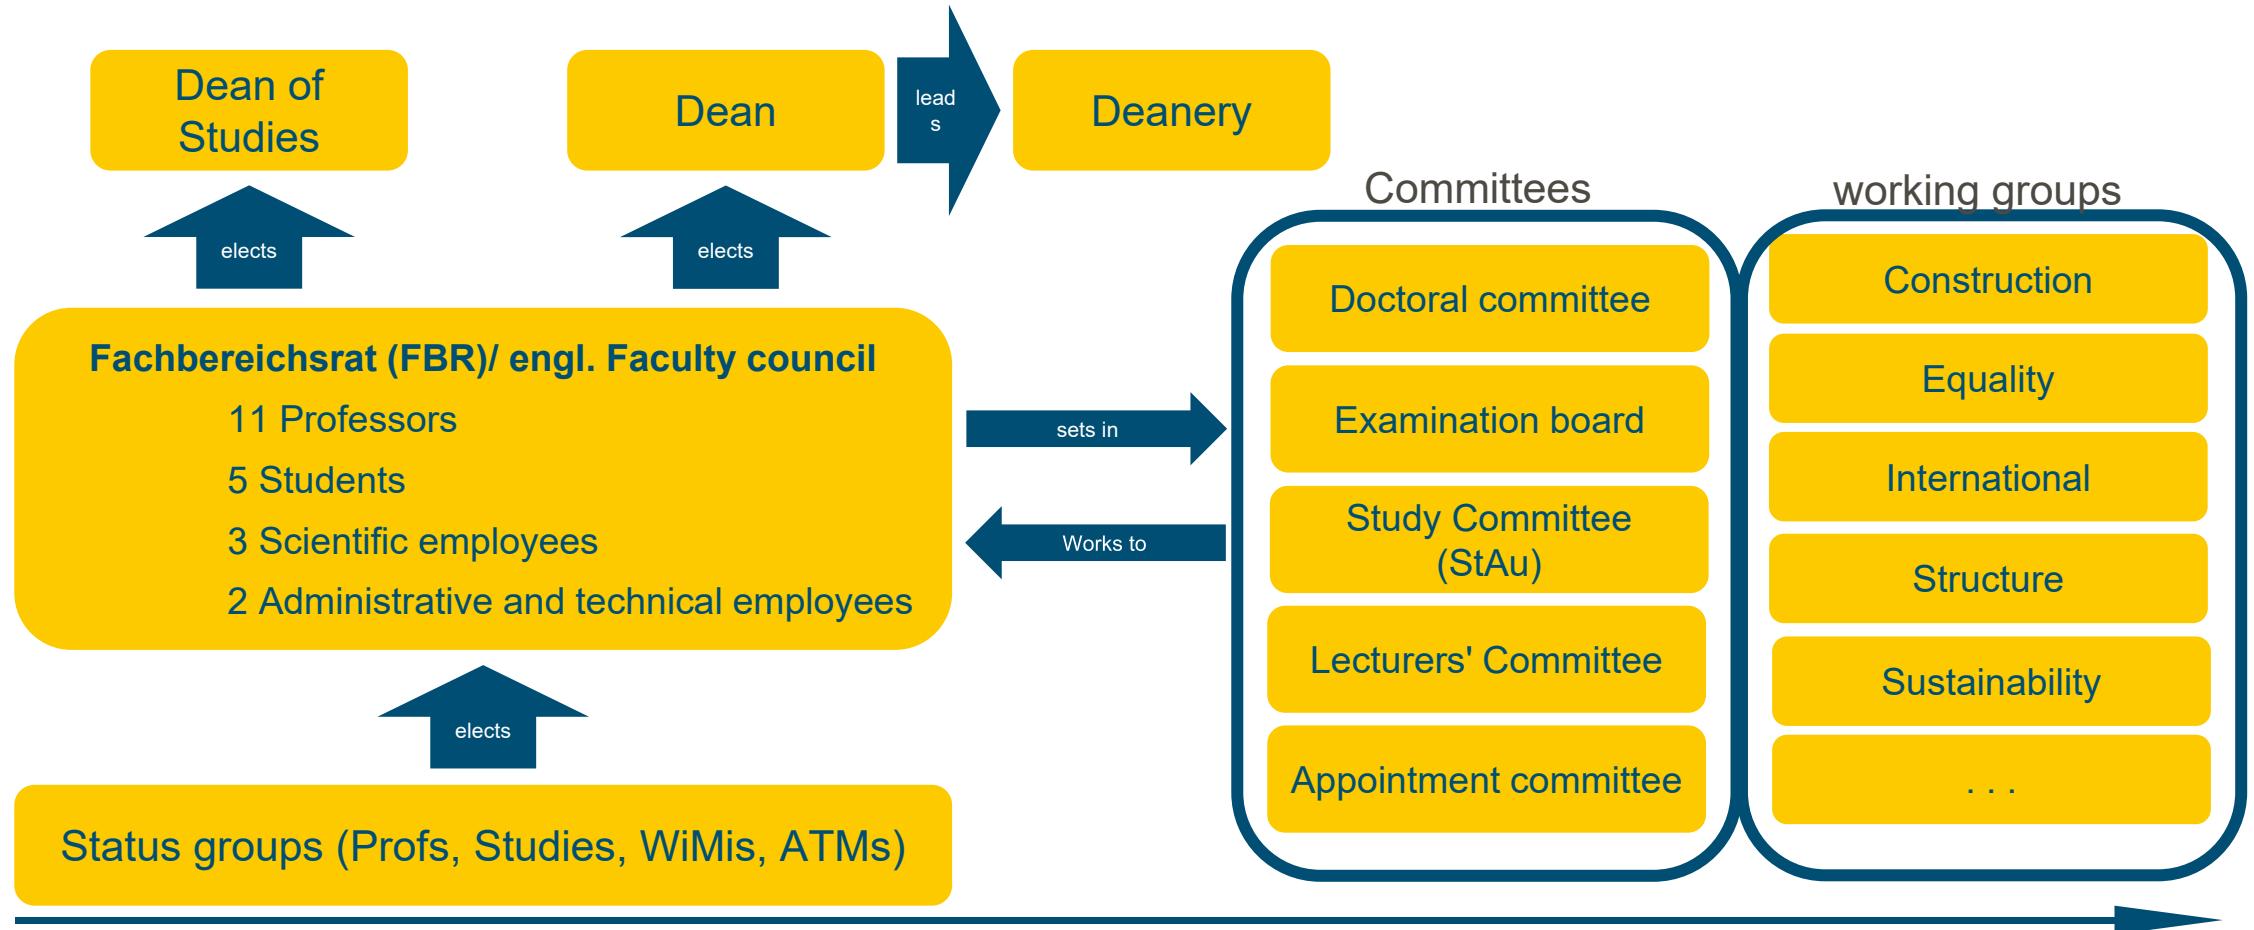 Dean of
Studies
Dean
lead
s
Deanery
elects
elects
Fachbereichsrat (FBR)/ engl. Faculty council
11 Professors
5 Students
3 Scientific employees
2 Administrative and technical employees
elects
Status groups (Profs, Studies, WiMis, ATMs)
sets in
Works to
Committees
Doctoral committee
Examination board
Study Committee
(StAu)
Lecturers' Committee
Appointment committee
working groups
Construction
Equality
International
Structure
Sustainability
. . .